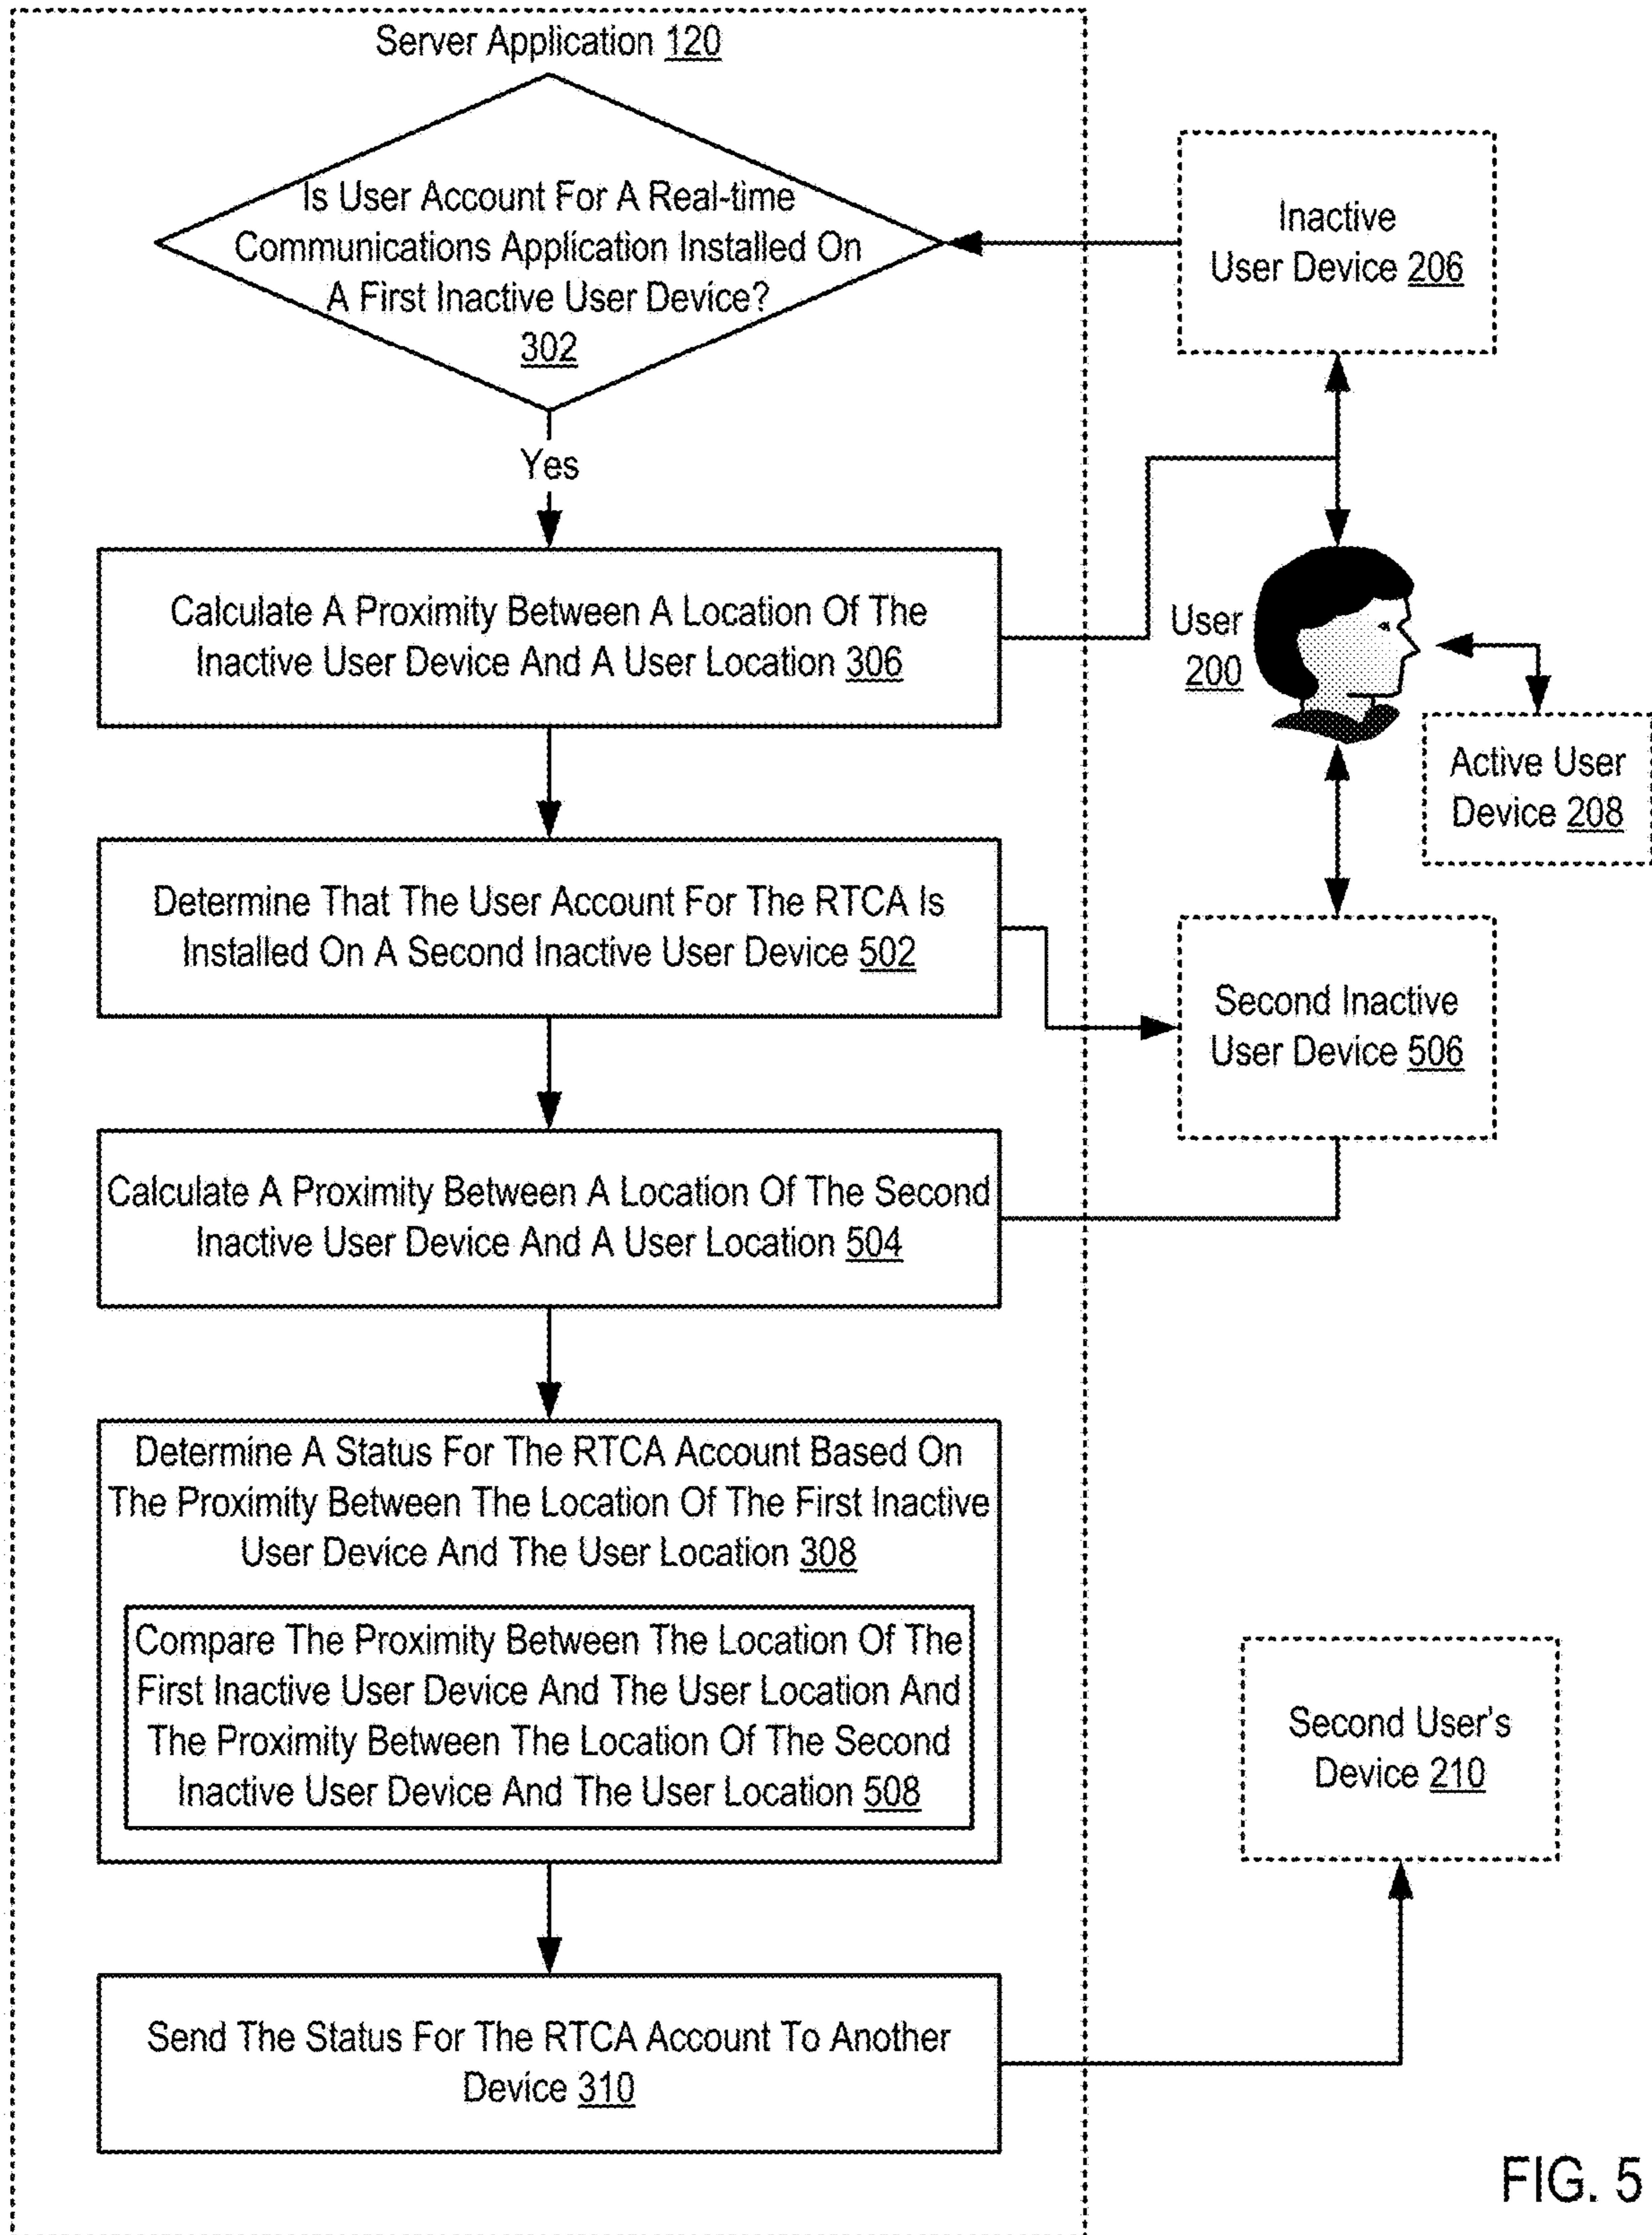 Server Application 120
Is User Account For A Real-time
Communications Application Installed On
A First Inactive User Device?
302
Yes
Inactive
User Device 206
Calculate A Proximity Between A Location Of The
Inactive User Device And A User Location 306
User
200
Active User
Device 208
Determine That The User Account For The RTCA Is
Installed On A Second Inactive User Device 502
Second Inactive
User Device 506
Calculate A Proximity Between A Location Of The Second
Inactive User Device And A User Location 504
Determine A Status For The RTCA Account Based On
The Proximity Between The Location Of The First Inactive
User Device And The User Location 308
Compare The Proximity Between The Location Of The
First Inactive User Device And The User Location And
The Proximity Between The Location Of The Second
Inactive User Device And The User Location 508
Second User's
Device 210
Send The Status For The RTCA Account To Another
Device 310
FIG. 5